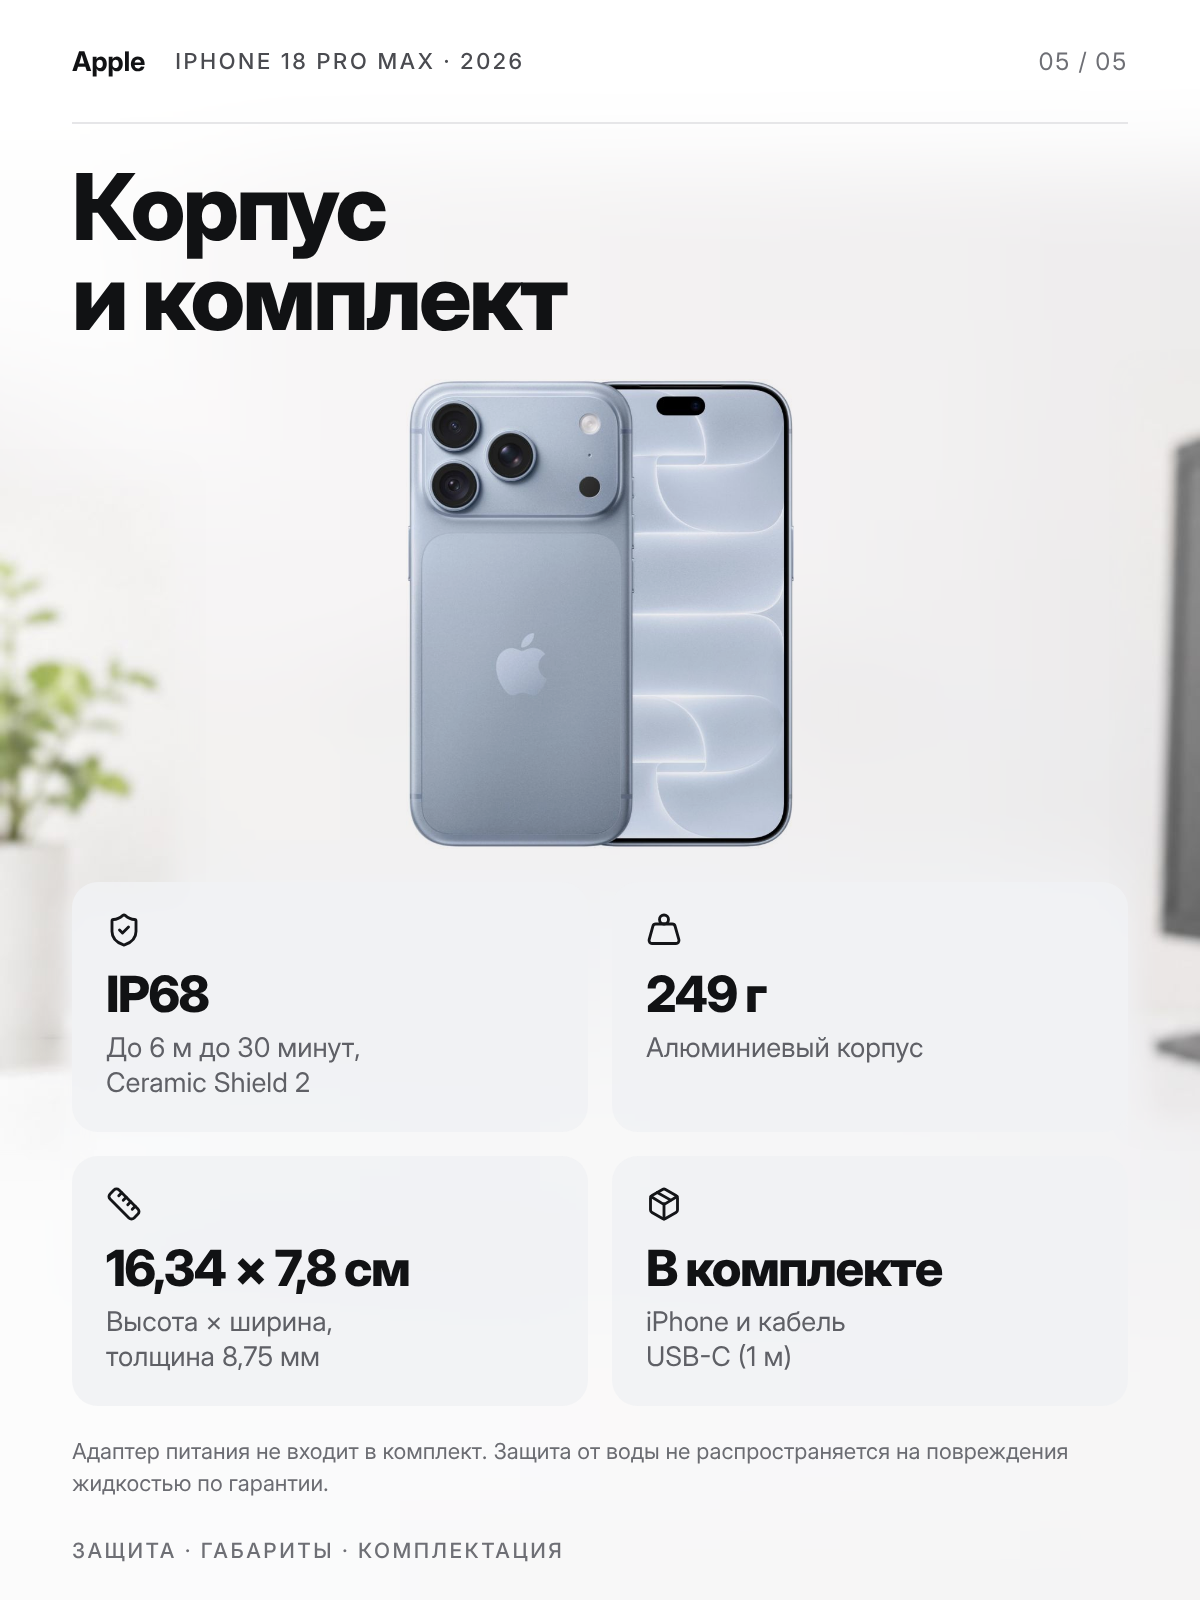 Apple IPHONE 18 PRO MAX · 2026 05 / 05
Корпус
и комплект
IP68
До 6 м до 30 минут,
Ceramic Shield 2
249 г
Алюминиевый корпус
16,34 × 7,8 см
Высота × ширина,
толщина 8,75 мм
В комплекте
iPhone и кабель
USB-C (1 м)
Адаптер питания не входит в комплект. Защита от воды не распространяется на повреждения
жидкостью по гарантии.
ЗАЩИТА · ГАБАРИТЫ · КОМПЛЕКТАЦИЯ